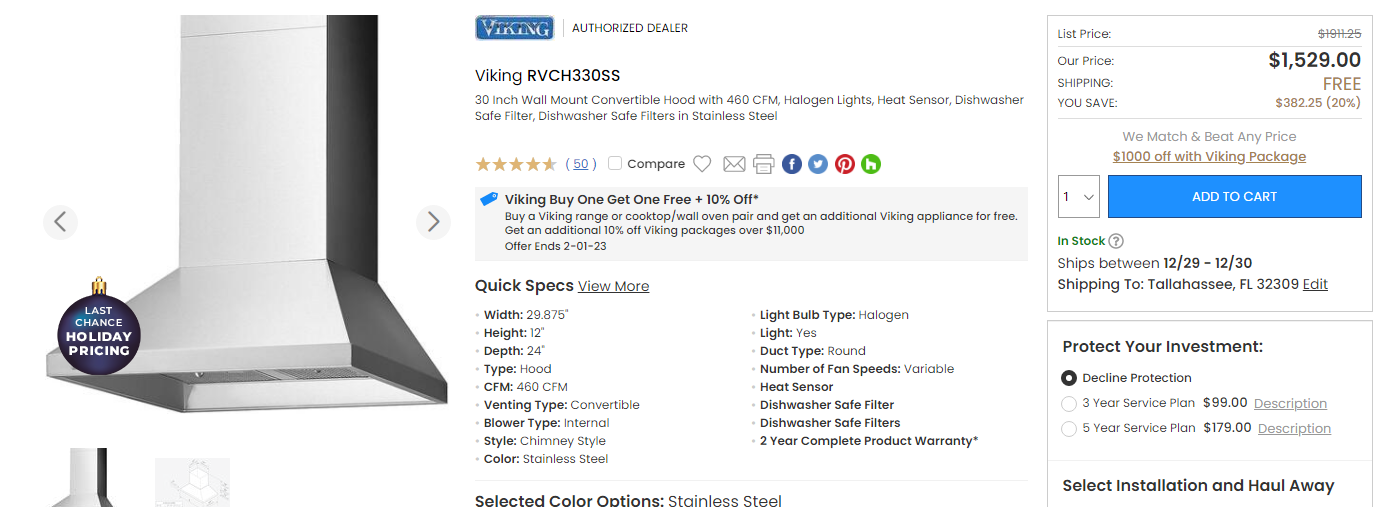 VIKING
AUTHORIZED DEALER
Viking RVCH330SS
30 Inch Wall Mount Convertible Hood with 460 CFM, Halogen Lights, Heat Sensor, Dishwasher
Safe Filter, Dishwasher Safe Filters in Stainless Steel
( 50 )
Compare
Viking Buy One Get One Free + 10% Off*
Buy a Viking range or cooktop/wall oven pair and get an additional Viking appliance for free.
Get an additional 10% off Viking packages over $11,000
Offer Ends 2-01-23
LAST
CHANCE
HOLIDAY
PRICING
Quick Specs View More
Width: 29.875"
Height: 12"
Depth: 24"
Type: Hood
CFM: 460 CFM
Venting Type: Convertible
Blower Type: Internal
Style: Chimney Style
Color: Stainless Steel
Light Bulb Type: Halogen
Light: Yes
Duct Type: Round
Number of Fan Speeds: Variable
Heat Sensor
Dishwasher Safe Filter
Dishwasher Safe Filters
2 Year Complete Product Warranty*
Selected Color Options: Stainless Steel
List Price: $1911.25
Our Price: $1,529.00
SHIPPING: FREE
YOU SAVE: $382.25 (20%)
We Match & Beat Any Price
$1000 off with Viking Package
1
ADD TO CART
In Stock ?
Ships between 12/29 - 12/30
Shipping To: Tallahassee, FL 32309 Edit
Protect Your Investment:
Decline Protection
3 Year Service Plan $99.00 Description
5 Year Service Plan $179.00 Description
Select Installation and Haul Away